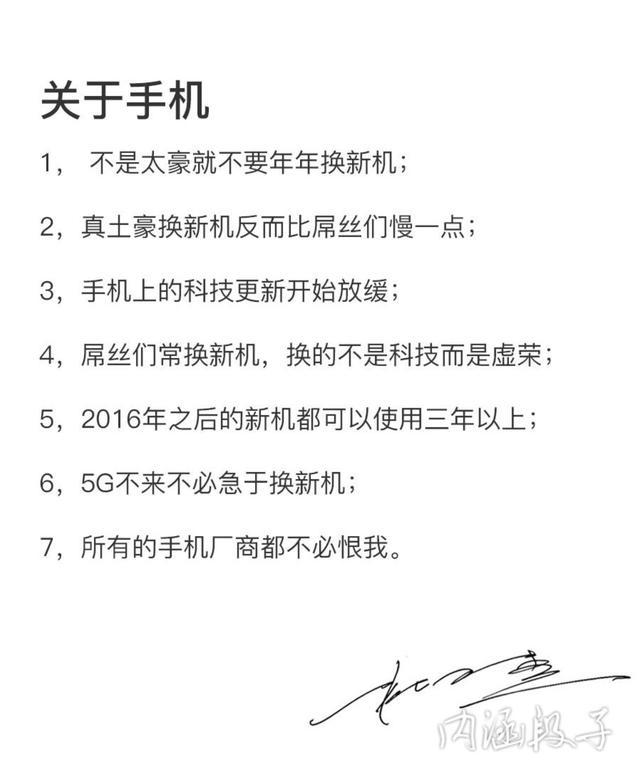 关于手机
1， 不是太豪就不要年年换新机；
2，真土豪换新机反而比屌丝们慢一点；
3，手机上的科技更新开始放缓；
4，屌丝们常换新机，换的不是科技而是虚荣；
5，2016年之后的新机都可以使用三年以上；
6，5G不来不必急于换新机；
7，所有的手机厂商都不必恨我。
内涵段子